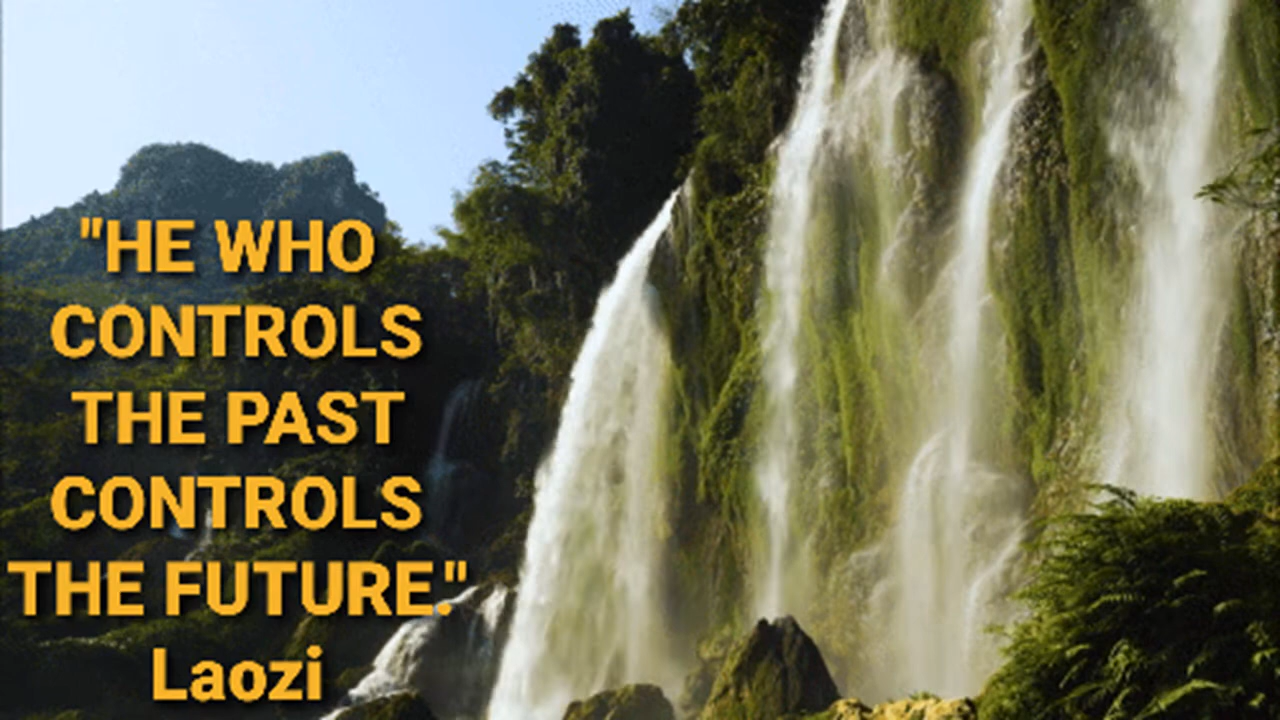 "HE WHO
CONTROLS
THE PAST
CONTROLS
THE FUTURE."
Laozi